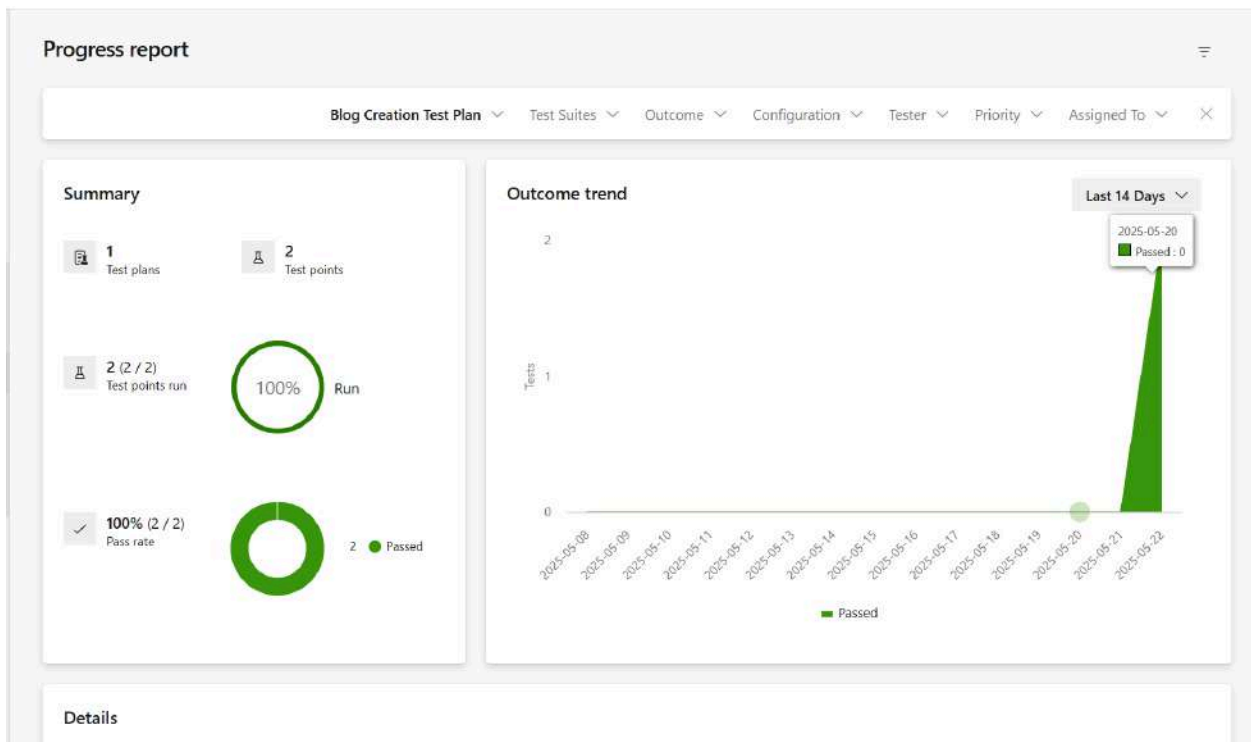 Progress report
Blog Creation Test Plan Test Suites Outcome Configuration Tester Priority Assigned To
Summary
1
Test plans
2
Test points
2 (2 / 2)
Test points run
100%
Run
100% (2 / 2)
Pass rate
2 Passed
Outcome trend
Last 14 Days
2025-05-20
Passed : 0
2
Tests
1
0
2025-05-08
2025-05-09
2025-05-10
2025-05-11
2025-05-12
2025-05-13
2025-05-14
2025-05-15
2025-05-16
2025-05-17
2025-05-18
2025-05-19
2025-05-20
2025-05-21
2025-05-22
Passed
Details